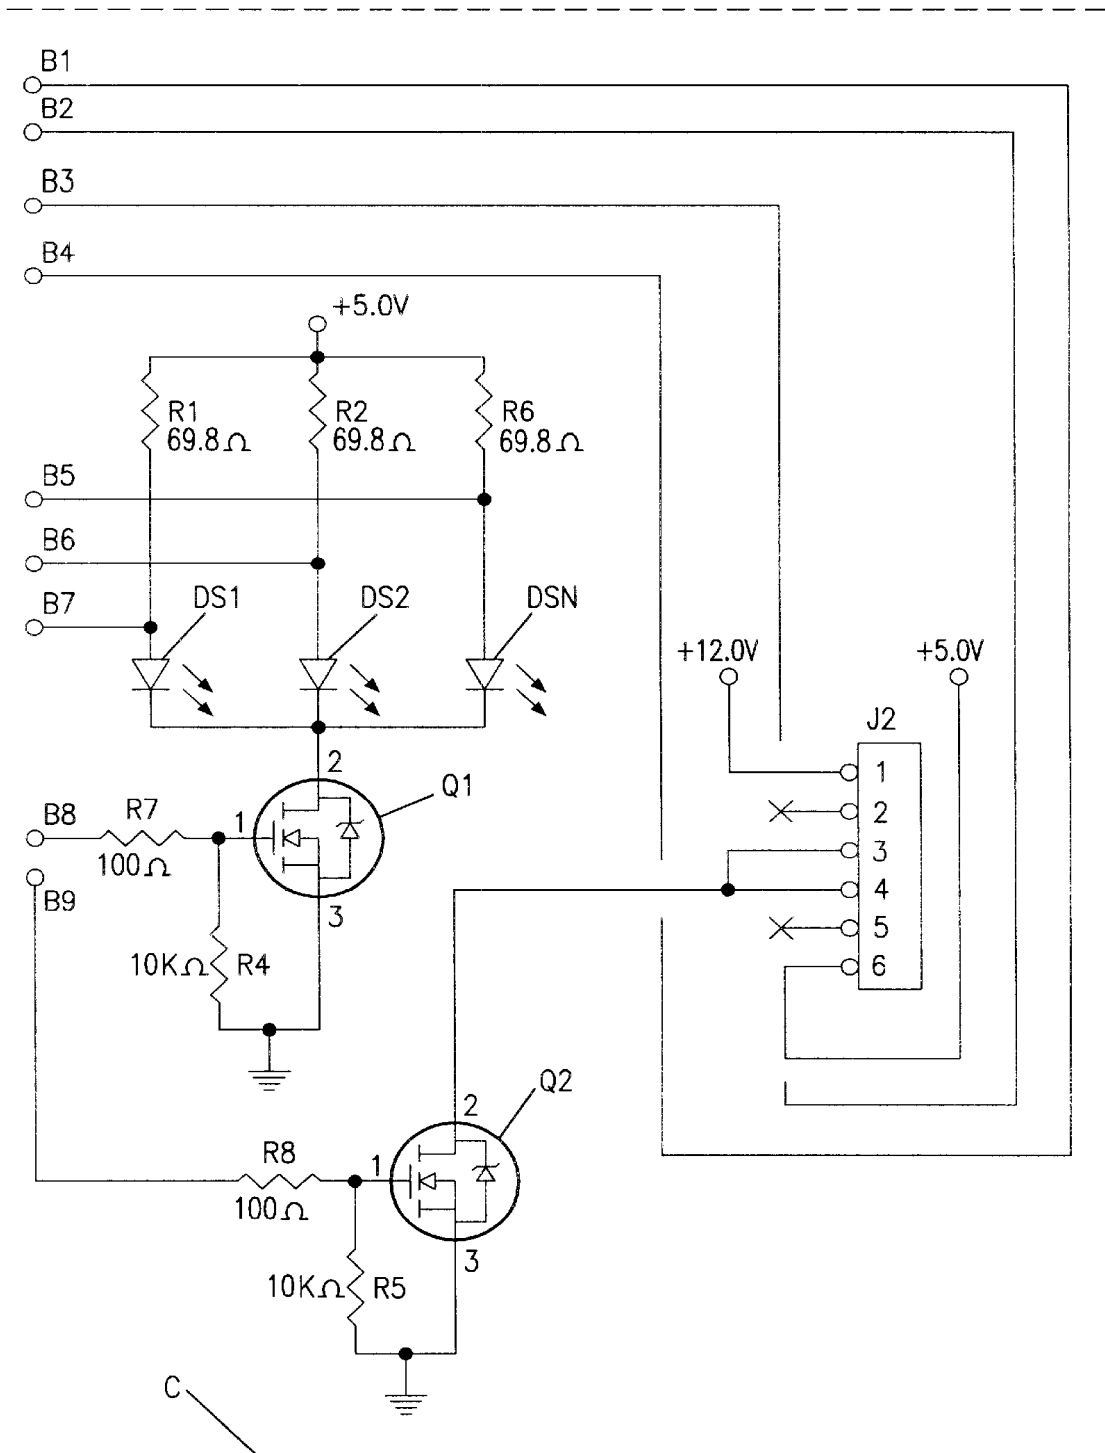 B1
B2
B3
B4
+5.0V
R1
69.8Ω
R2
69.8Ω
R6
69.8Ω
B5
B6
B7
DS1
DS2
DSN
+12.0V
+5.0V
J2
1
2
3
4
5
6
2
Q1
B8
R7
100Ω
1
B9
3
10KΩ
R4
Q2
2
R8
100Ω
1
3
10KΩ
R5
C